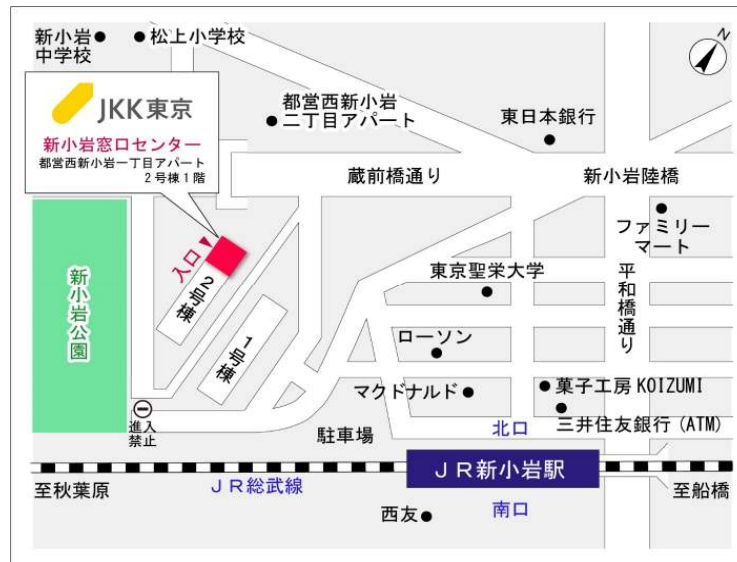 新小岩
中学校
松上小学校
N
JKK東京
新小岩窓口センター
都営西新小岩一丁目アパート
２号棟１階
都営西新小岩
二丁目アパート
東日本銀行
蔵前橋通り
新小岩陸橋
ファミリー
マート
新小岩公園
入口
２号棟
１号棟
東京聖栄大学
平和橋通り
ローソン
マクドナルド
菓子工房 KOIZUMI
三井住友銀行 (ATM)
進入
禁止
駐車場
北口
ＪＲ新小岩駅
至秋葉原
ＪＲ総武線
至船橋
西友
南口